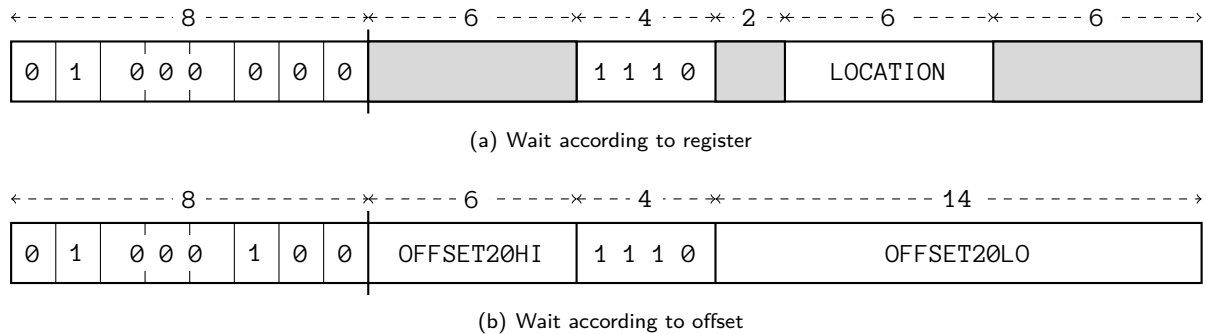 8 6 4 2 6 6
0 1 0 0 0 0 0 0 1 1 1 0 LOCATION
(a) Wait according to register
8 6 4 14
0 1 0 0 0 1 0 0 OFFSET20HI 1 1 1 0 OFFSET20LO
(b) Wait according to offset